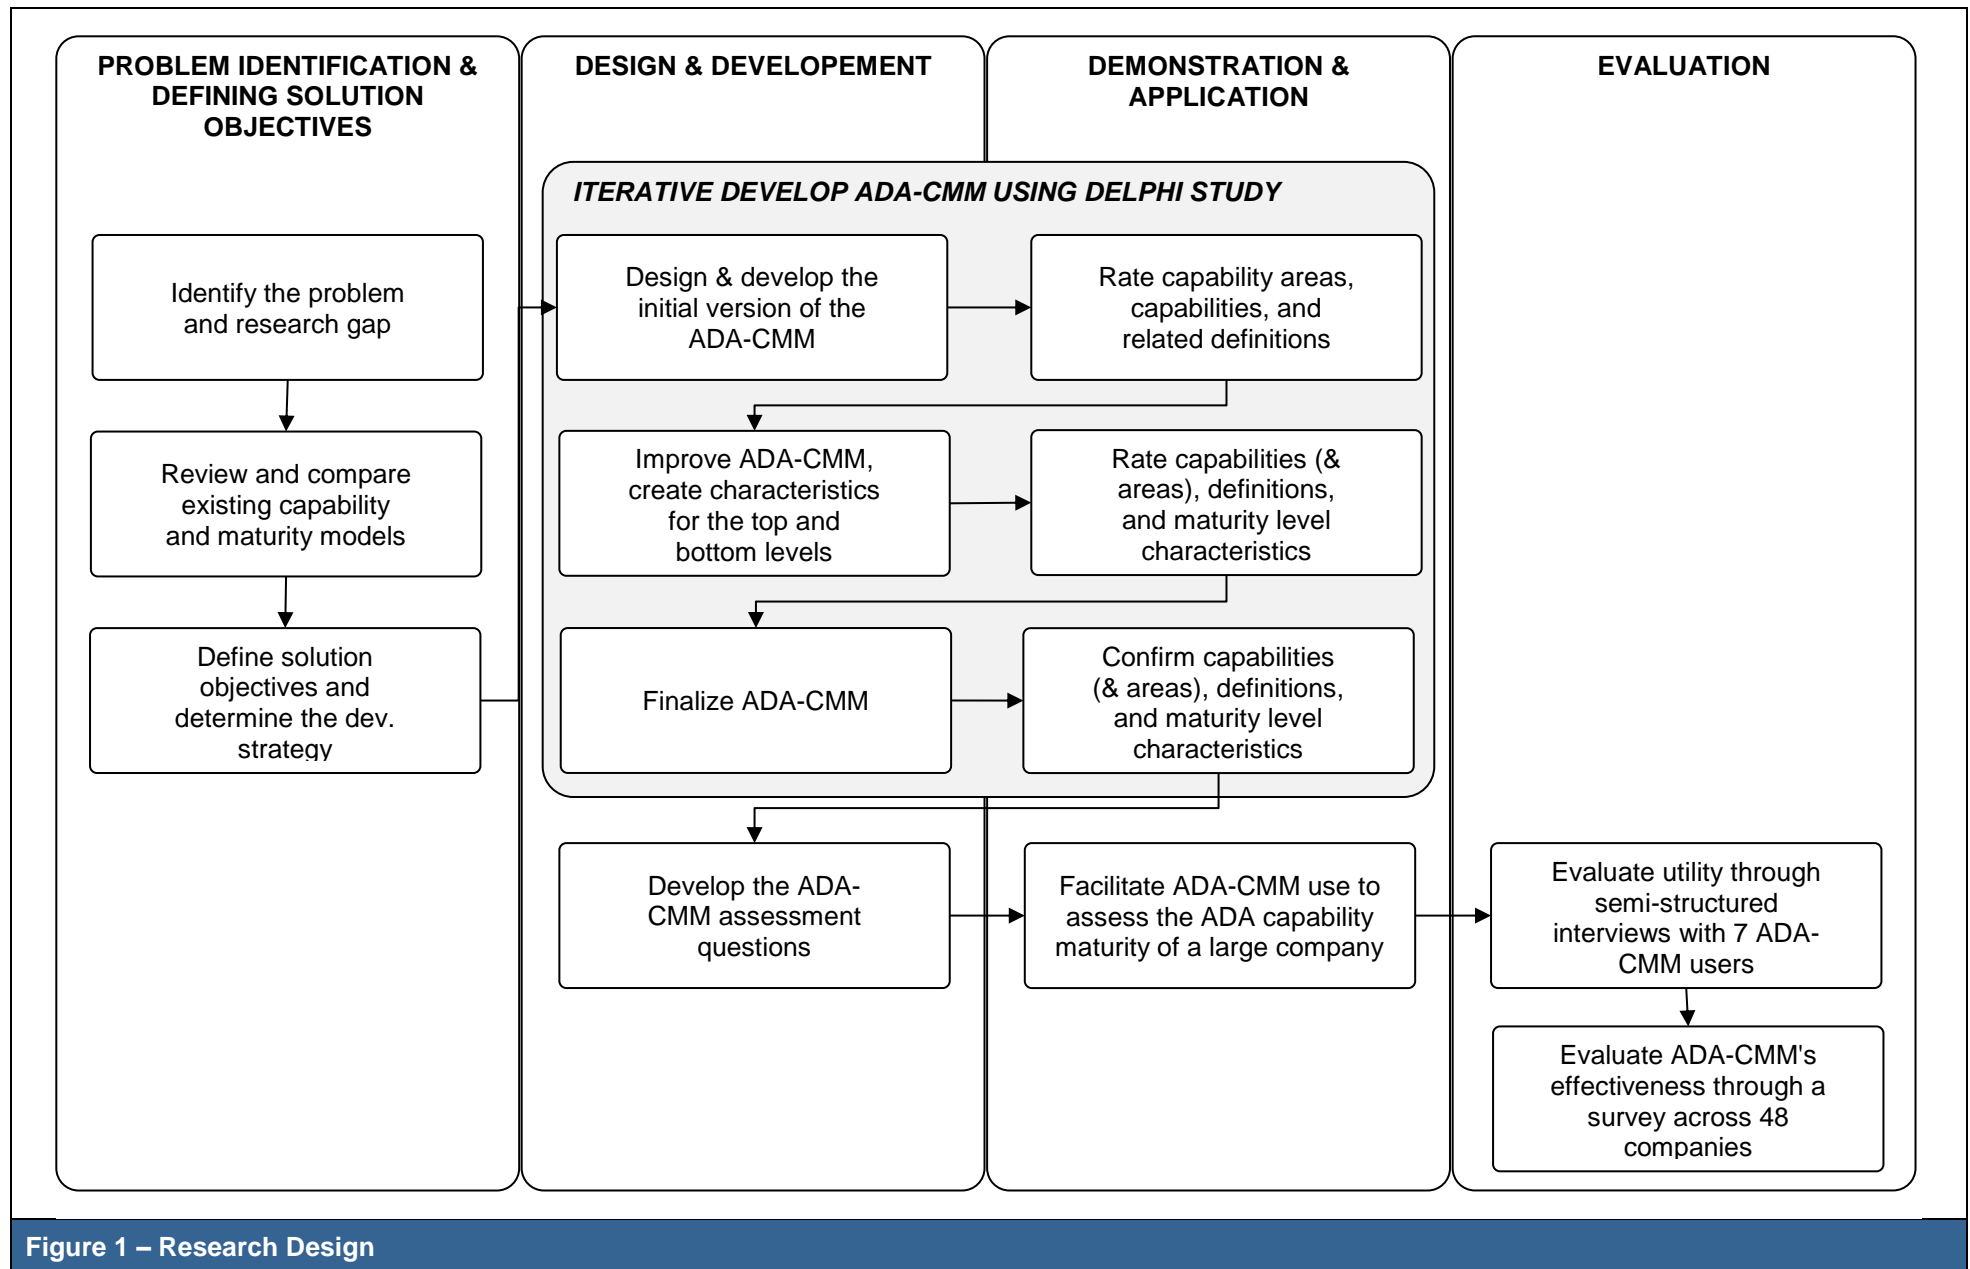 PROBLEM IDENTIFICATION &
DEFINING SOLUTION
OBJECTIVES
Identify the problem
and research gap
Review and compare
existing capability
and maturity models
Define solution
objectives and
determine the dev.
strategy
DESIGN & DEVELOPEMENT
DEMONSTRATION &
APPLICATION
ITERATIVE DEVELOP ADA-CMM USING DELPHI STUDY
Design & develop the
initial version of the
ADA-CMM
Rate capability areas,
capabilities, and
related definitions
Improve ADA-CMM,
create characteristics
for the top and
bottom levels
Rate capabilities (&
areas), definitions,
and maturity level
characteristics
Finalize ADA-CMM
Confirm capabilities
(& areas), definitions,
and maturity level
characteristics
Develop the ADA-
CMM assessment
questions
Facilitate ADA-CMM use to
assess the ADA capability
maturity of a large company
EVALUATION
Evaluate utility through
semi-structured
interviews with 7 ADA-
CMM users
Evaluate ADA-CMM's
effectiveness through a
survey across 48
companies
Figure 1 – Research Design